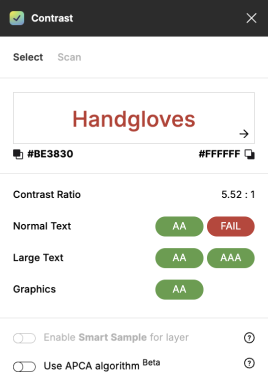 Contrast
Select Scan
Handgloves
#BE3830 #FFFFFF
Contrast Ratio 5.52 : 1
Normal Text AA FAIL
Large Text AA AAA
Graphics AA
Enable Smart Sample for layer ?
Use APCA algorithm Beta ?